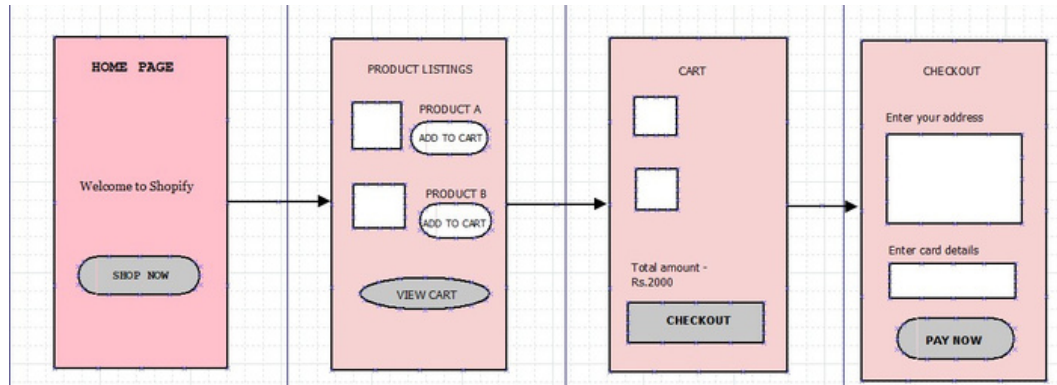 HOME PAGE
Welcome to Shopify
SHOP NOW
PRODUCT LISTINGS
PRODUCT A
ADD TO CART
PRODUCT B
ADD TO CART
VIEW CART
CART
Total amount -
Rs.2000
CHECKOUT
CHECKOUT
Enter your address
Enter card details
PAY NOW